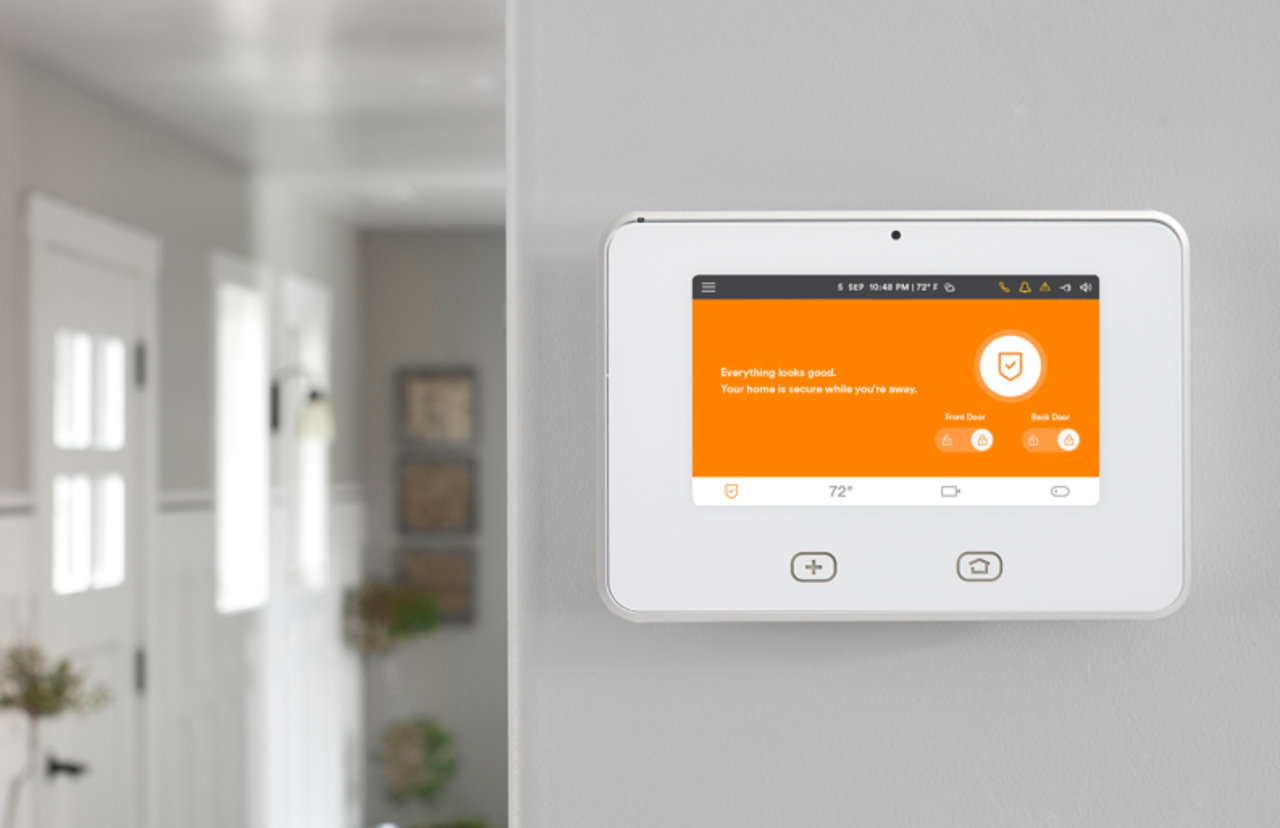 5 SEP 10:48 PM | 72° F
Everything looks good.
Your home is secure while you're away.
Front Door
Back Door
72°